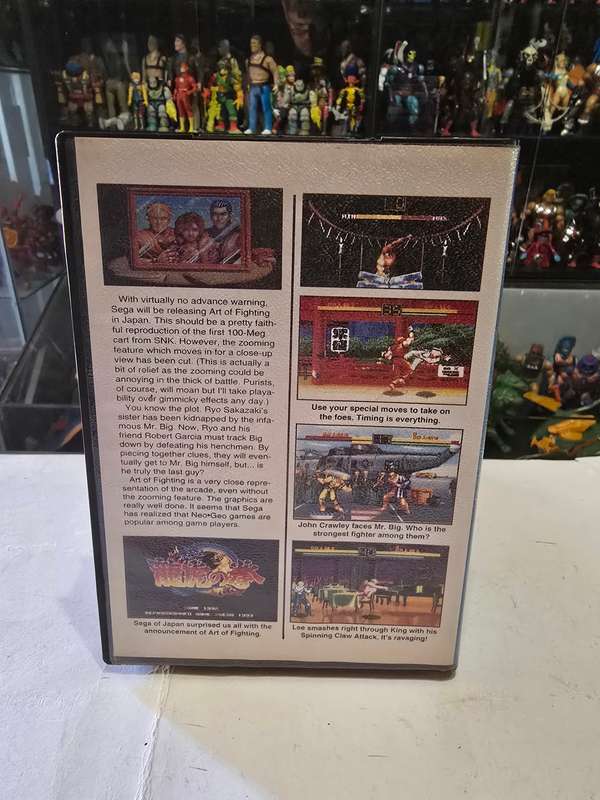 With virtually no advance warning,
Sega will be releasing Art of Fighting
in Japan. This should be a pretty faith-
ful reproduction of the first 100-Meg
cart from SNK. However, the zooming
feature which moves in for a close-up
view has been cut. (This is actually a
bit of relief as the zooming could be
annoying in the thick of battle. Purists,
of course, will moan but I'll take playa-
bility over gimmicky effects any day.)
You know the plot. Ryo Sakazaki's
sister has been kidnapped by the infa-
mous Mr. Big. Now, Ryo and his
friend Robert Garcia must track Big
down by defeating his henchmen. By
piecing together clues, they will even-
tually get to Mr. Big himself, but... is
he truly the last guy?
Art of Fighting is a very close repre-
sentation of the arcade, even without
the zooming feature. The graphics are
really well done. It seems that Sega
has realized that Neo•Geo games are
popular among game players.
龍虎の拳
Sega of Japan surprised us all with the
announcement of Art of Fighting.
Use your special moves to take on
the foes. Timing is everything.
John Crawley faces Mr. Big. Who is the
strongest fighter among them?
Lee smashes right through King with his
Spinning Claw Attack. It's ravaging!